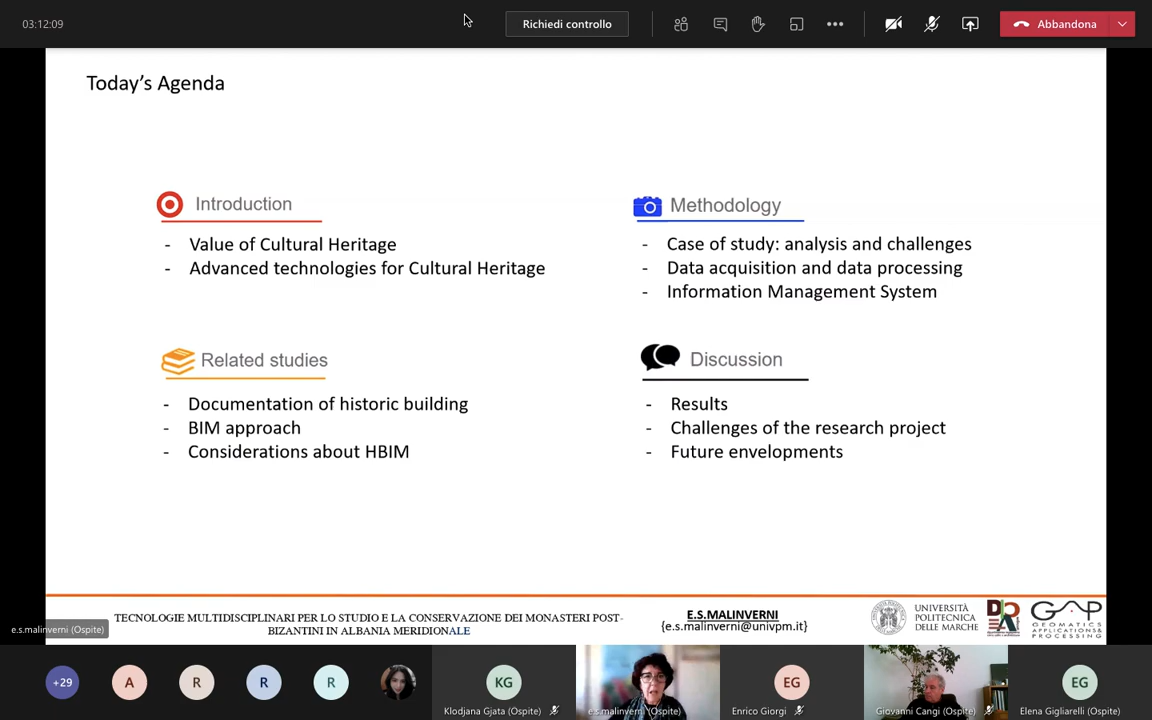 03:12:09
Richiedi controllo
Abbandona
Today's Agenda
Introduction
- Value of Cultural Heritage
- Advanced technologies for Cultural Heritage
Methodology
- Case of study: analysis and challenges
- Data acquisition and data processing
- Information Management System
Related studies
- Documentation of historic building
- BIM approach
- Considerations about HBIM
Discussion
- Results
- Challenges of the research project
- Future envelopments
e.s.malinverni (Ospite)
TECNOLOGIE MULTIDISCIPLINARI PER LO STUDIO E LA CONSERVAZIONE DEI MONASTERI POST-
BIZANTINI IN ALBANIA MERIDIONALE
E.S.MALINVERNI
{e.s.malinverni@univpm.it}
UNIVERSITÀ
POLITECNICA
DELLE MARCHE
GAP
GEOMATICS
APPLICATIONS&
PROCESSING
+29
A
R
R
R
KG
Klodjana Gjata (Ospite)
e.s.malinverni (Ospite)
EG
Enrico Giorgi
Giovanni Cangi (Ospite)
EG
Elena Gigliarelli (Ospite)